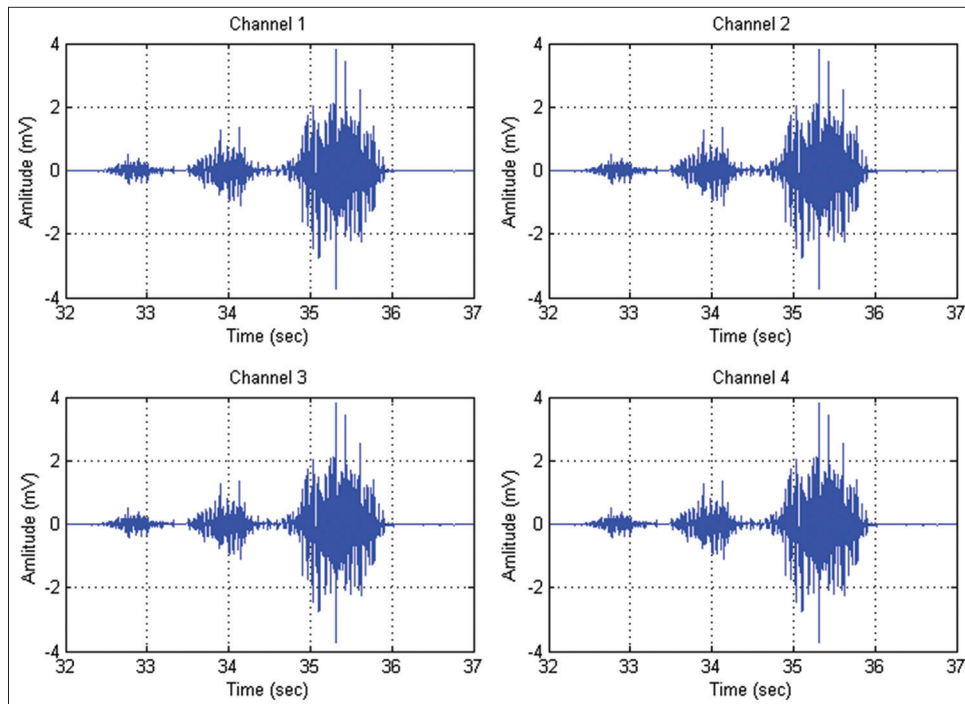 Channel 1
4
2
0
-2
-4
Amlitude (mV)
32 33 34 35 36 37
Time (sec)
Channel 2
4
2
0
-2
-4
Amlitude (mV)
32 33 34 35 36 37
Time (sec)
Channel 3
4
2
0
-2
-4
Amlitude (mV)
32 33 34 35 36 37
Time (sec)
Channel 4
4
2
0
-2
-4
Amlitude (mV)
32 33 34 35 36 37
Time (sec)